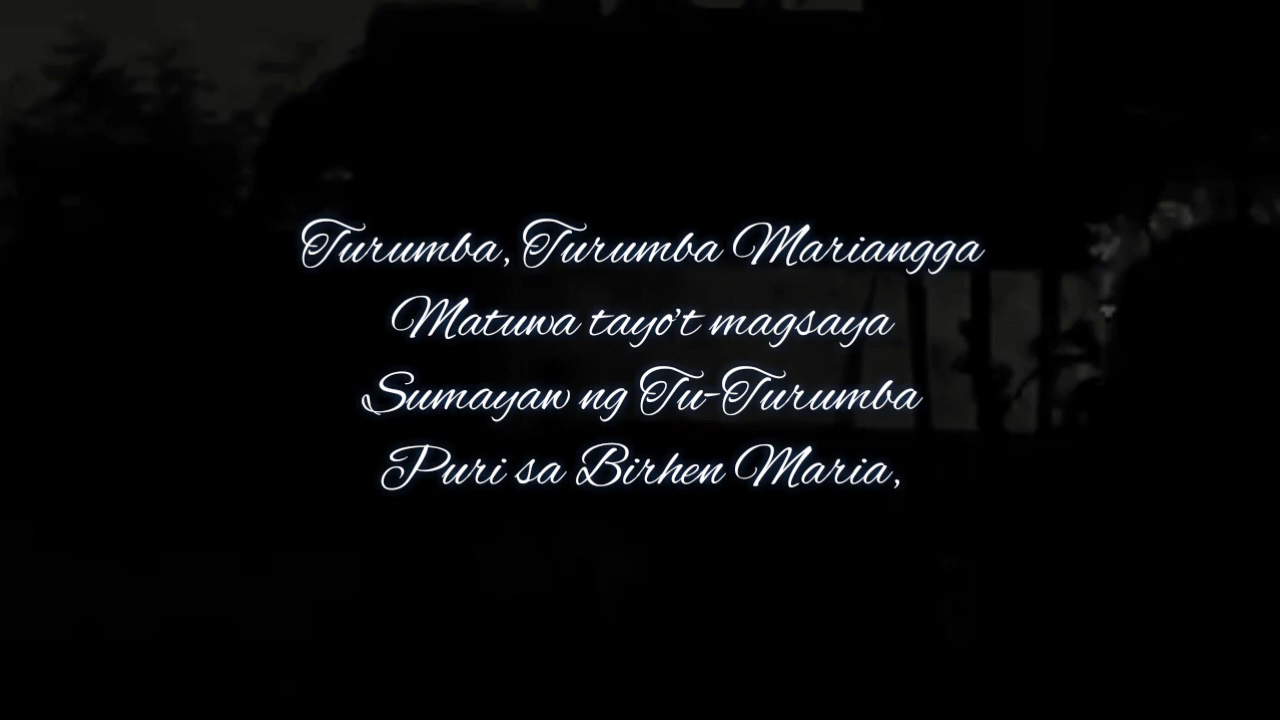 Turumba, Turumba Mariangga
Matuwa tayo't magsaya
Sumayaw ng Tu-Turumba
Puri sa Birhen Maria,